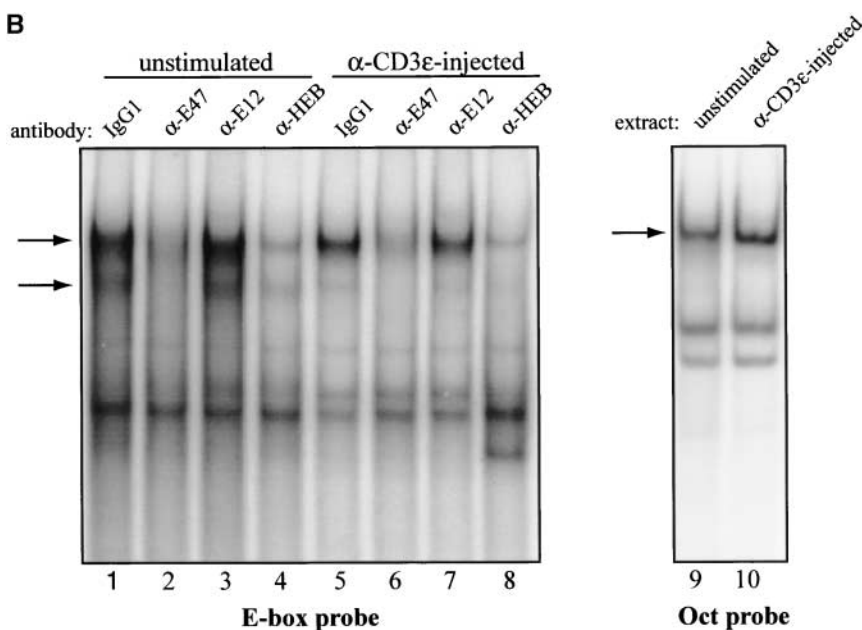 B
unstimulated α-CD3ε-injected
antibody: IgG1 α-E47 α-E12 α-HEB IgG1 α-E47 α-E12 α-HEB
extract: unstimulated α-CD3ε-injected
1 2 3 4 5 6 7 8 9 10
E-box probe Oct probe